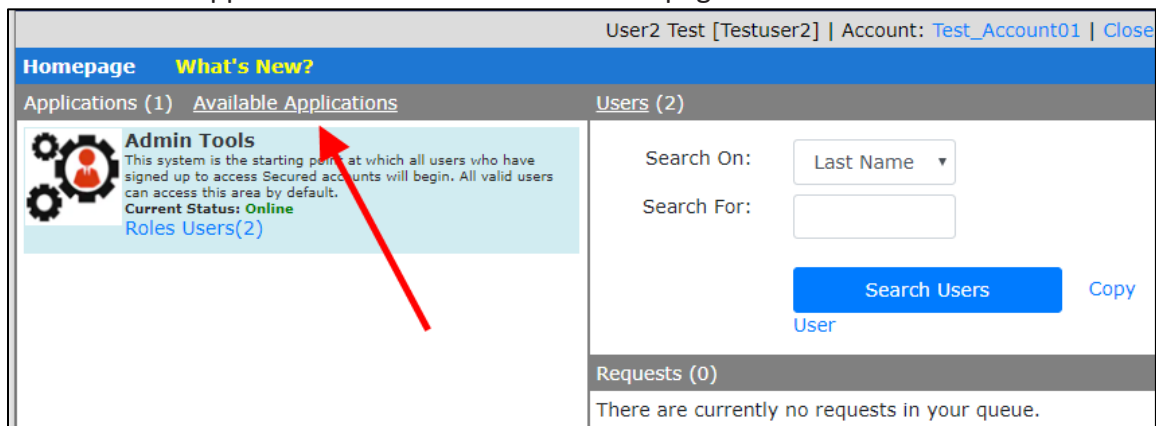 User2 Test [Testuser2] | Account: Test_Account01 | Close
Homepage What's New?
Applications (1) Available Applications
Admin Tools
This system is the starting point at which all users who have
signed up to access Secured accounts will begin. All valid users
can access this area by default.
Current Status: Online
Roles Users(2)
Users (2)
Search On: Last Name
Search For:
Search Users Copy
User
Requests (0)
There are currently no requests in your queue.